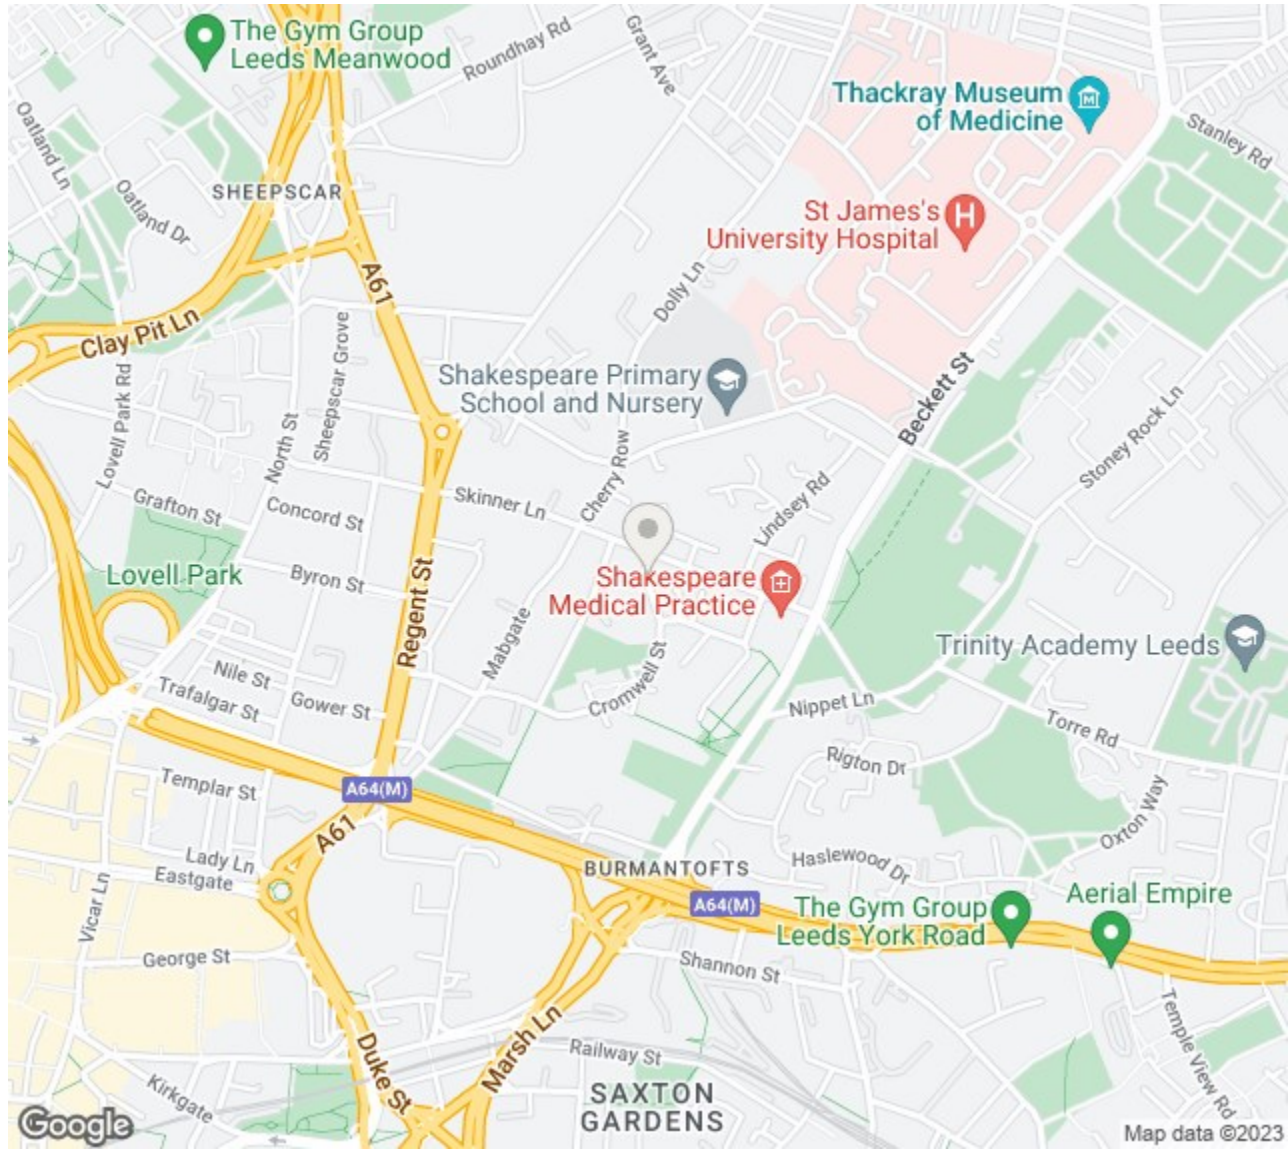 The Gym Group
Leeds Meanwood
Roundhay Rd
Grant Ave
Thackray Museum
of Medicine
Stanley Rd
Oatland Ln
Oatland Dr
SHEEPSCAR
St James's
University Hospital
H
A61
Dolly Ln
Clay Pit Ln
Sheepscar Grove
Lovell Park Rd
North St
Shakespeare Primary
School and Nursery
Beckett St
Stoney Rock Ln
Cherry Row
Skinner Ln
Lindsey Rd
Grafton St
Concord St
Byron St
Lovell Park
Regent St
Mabgate
Shakespeare
Medical Practice
Trinity Academy Leeds
Nile St
Trafalgar St
Gower St
Cromwell St
Nippet Ln
Torre Rd
Rigton Dr
Templar St
A64(M)
A61
Oxton Way
Lady Ln
Eastgate
BURMANTOFTS
Haslewood Dr
Vicar Ln
A64(M)
The Gym Group
Leeds York Road
Aerial Empire
George St
Shannon St
Temple View Rd
Duke St
Marsh Ln
Railway St
Kirkgate
SAXTON
GARDENS
Google
Map data ©2023